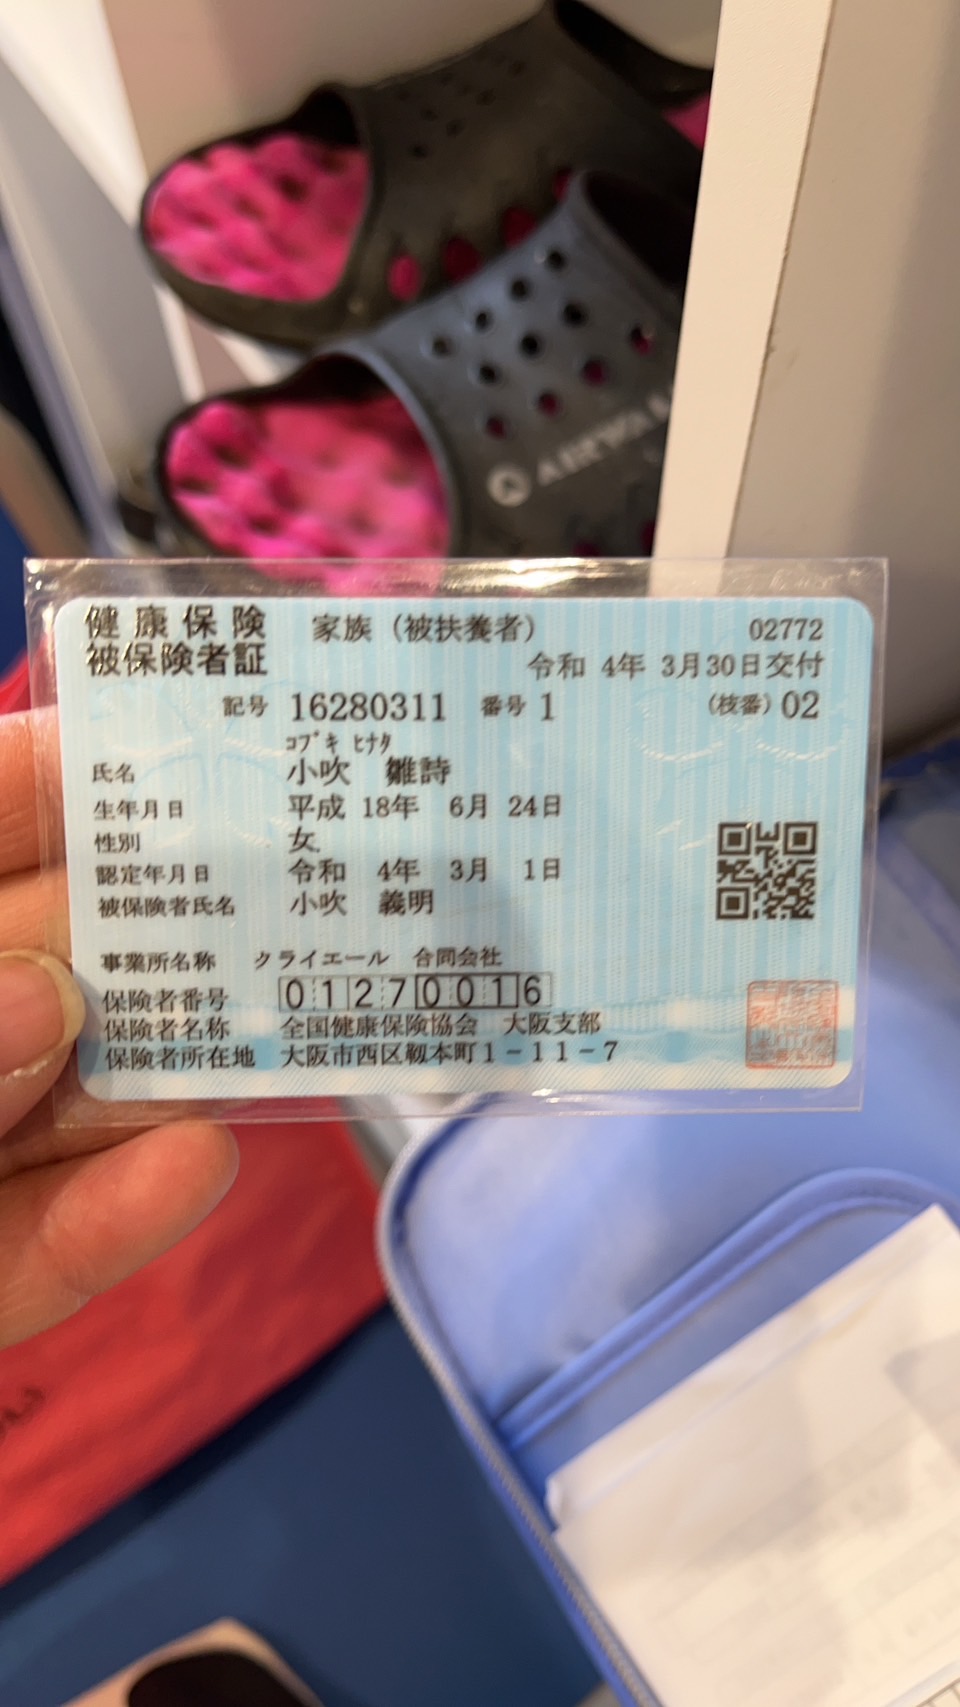 健康保険 家族(被扶養者) 02772
被保険者証 令和 4年 3月30日交付
記号 16280311 番号 1 (枝番) 02
コブキ ヒナタ
氏名 小吹 雛詩
生年月日 平成 18年 6月 24日
性別 女
認定年月日 令和 4年 3月 1日
被保険者氏名 小吹 義明
事業所名称 クライエール 合同会社
保険者番号 01270016
保険者名称 全国健康保険協会 大阪支部
保険者所在地 大阪市西区靱本町1-11-7